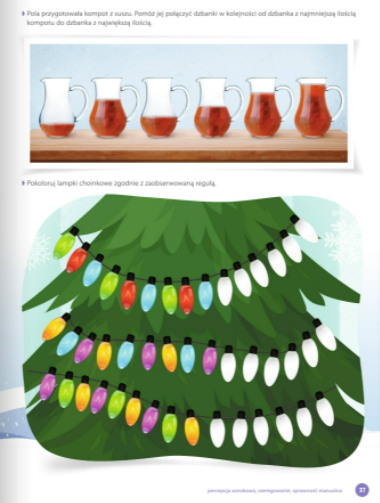 Pola przygotowała kompot z suszu. Pomóż jej połączyć dzbanki w kolejności od dzbanka z najmniejszą ilością
kompotu do dzbanka z największą ilością.
Pokoloruj lampki choinkowe zgodnie z zaobserwowaną regułą.
percepcja wzrokowa, szeregowanie, sprawność manualna
37